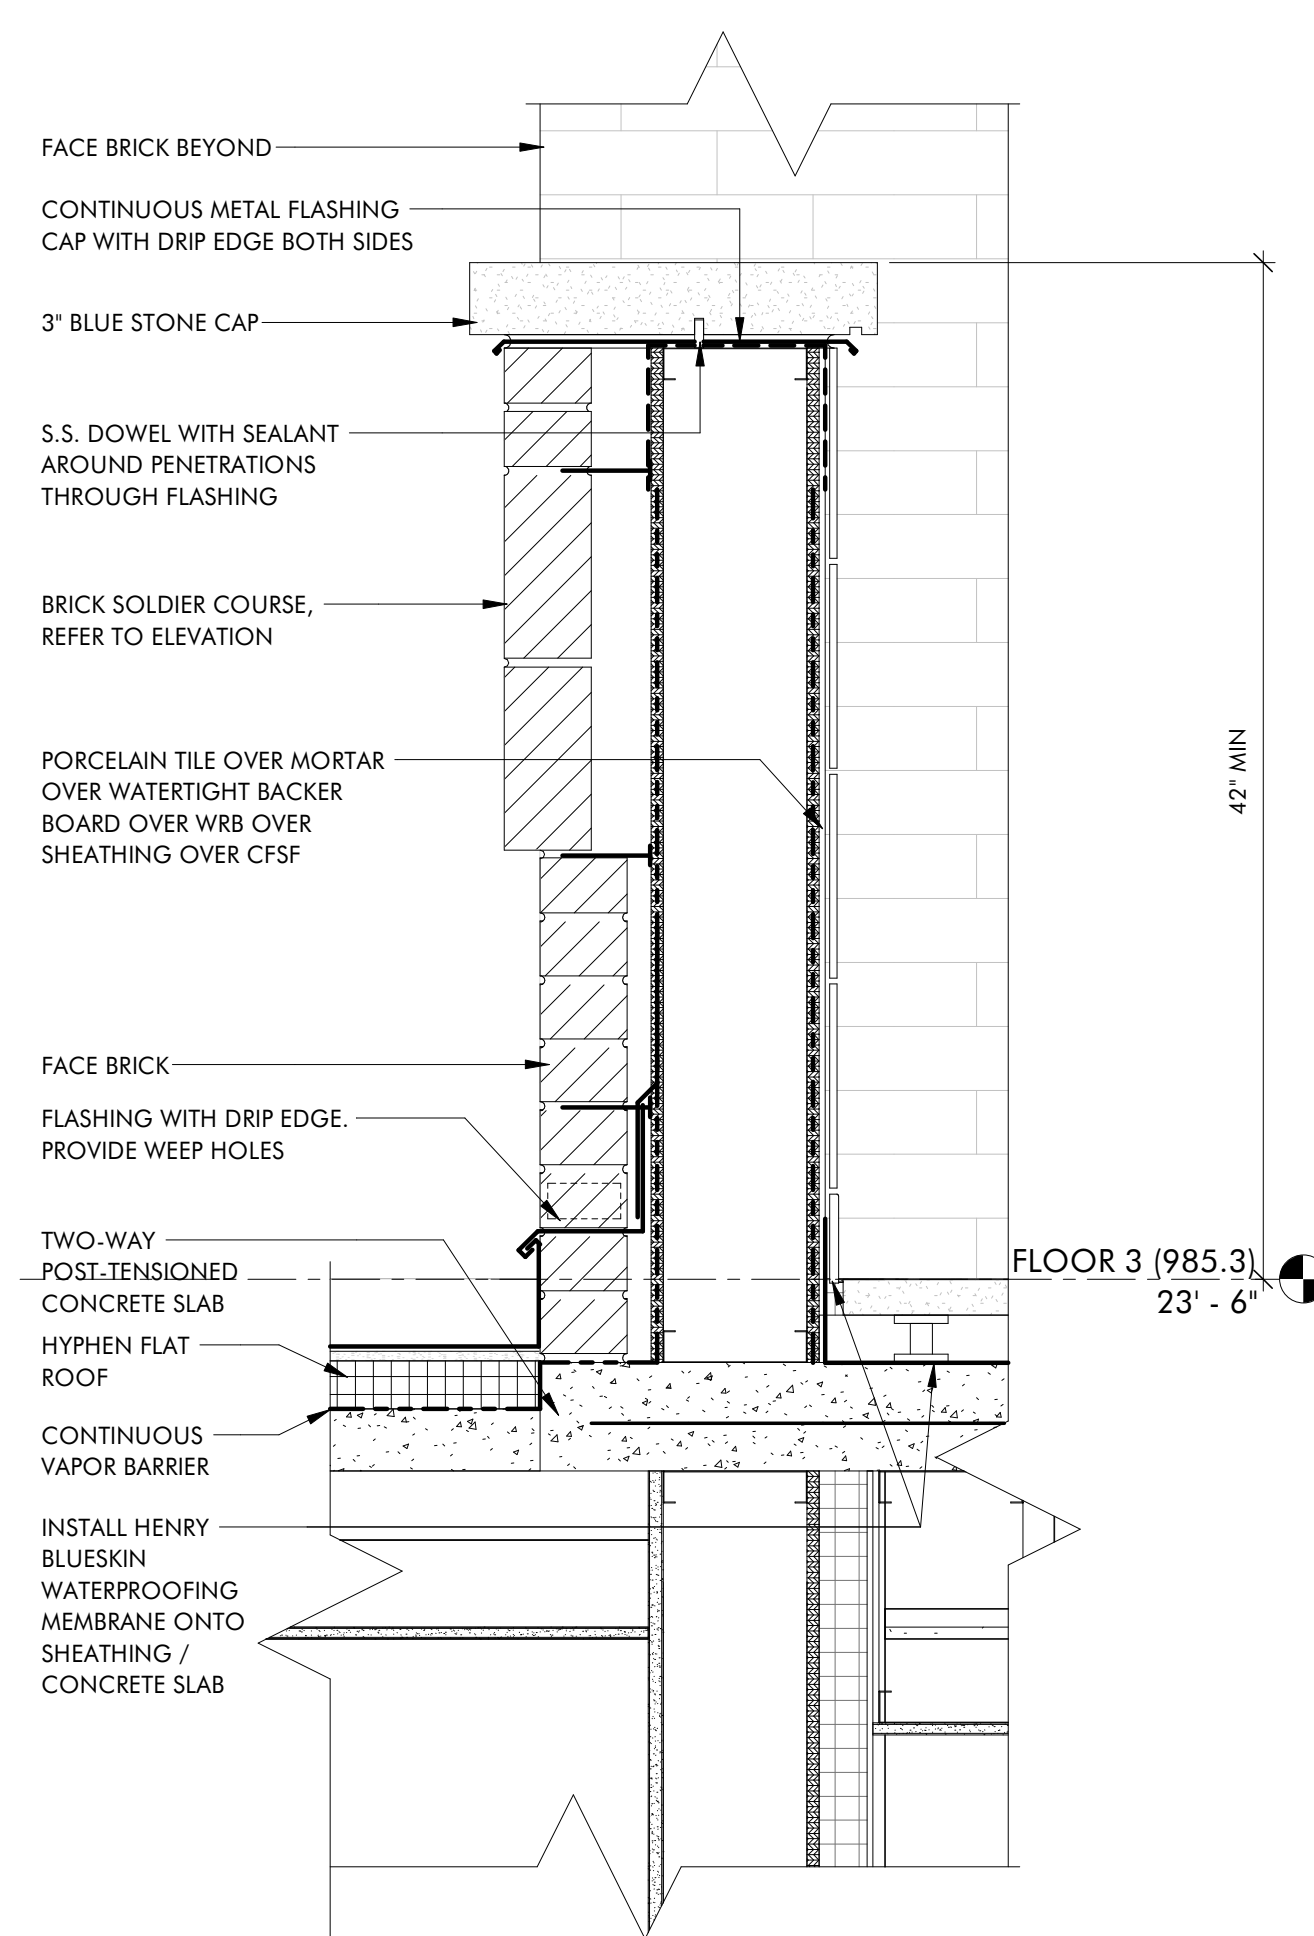 FACE BRICK BEYOND
CONTINUOUS METAL FLASHING
CAP WITH DRIP EDGE BOTH SIDES
3" BLUE STONE CAP
S.S. DOWEL WITH SEALANT
AROUND PENETRATIONS
THROUGH FLASHING
BRICK SOLDIER COURSE,
REFER TO ELEVATION
PORCELAIN TILE OVER MORTAR
OVER WATERTIGHT BACKER
BOARD OVER WRB OVER
SHEATHING OVER CFSF
42" MIN
FACE BRICK
FLASHING WITH DRIP EDGE.
PROVIDE WEEP HOLES
TWO-WAY
POST-TENSIONED
CONCRETE SLAB
FLOOR 3 (985.3)
23' - 6"
HYPHEN FLAT
ROOF
CONTINUOUS
VAPOR BARRIER
INSTALL HENRY
BLUESKIN
WATERPROOFING
MEMBRANE ONTO
SHEATHING /
CONCRETE SLAB